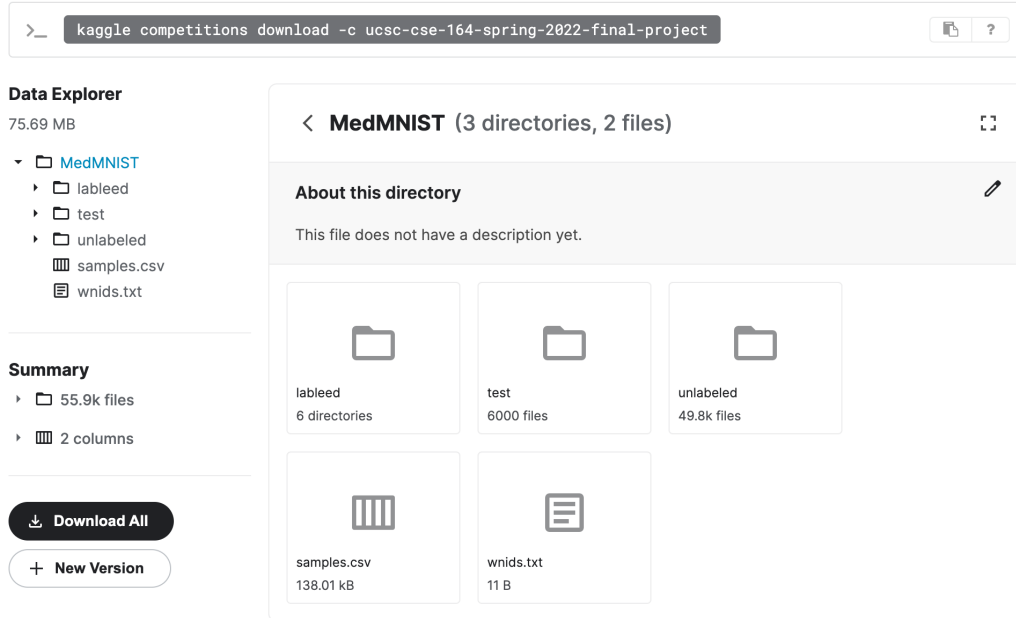 >_ kaggle competitions download -c ucsc-cse-164-spring-2022-final-project ?
Data Explorer
75.69 MB
MedMNIST
lableed
test
unlabeled
samples.csv
wnids.txt
Summary
55.9k files
2 columns
Download All
+ New Version
< MedMNIST (3 directories, 2 files)
About this directory
This file does not have a description yet.
lableed
6 directories
test
6000 files
unlabeled
49.8k files
samples.csv
138.01 kB
wnids.txt
11 B